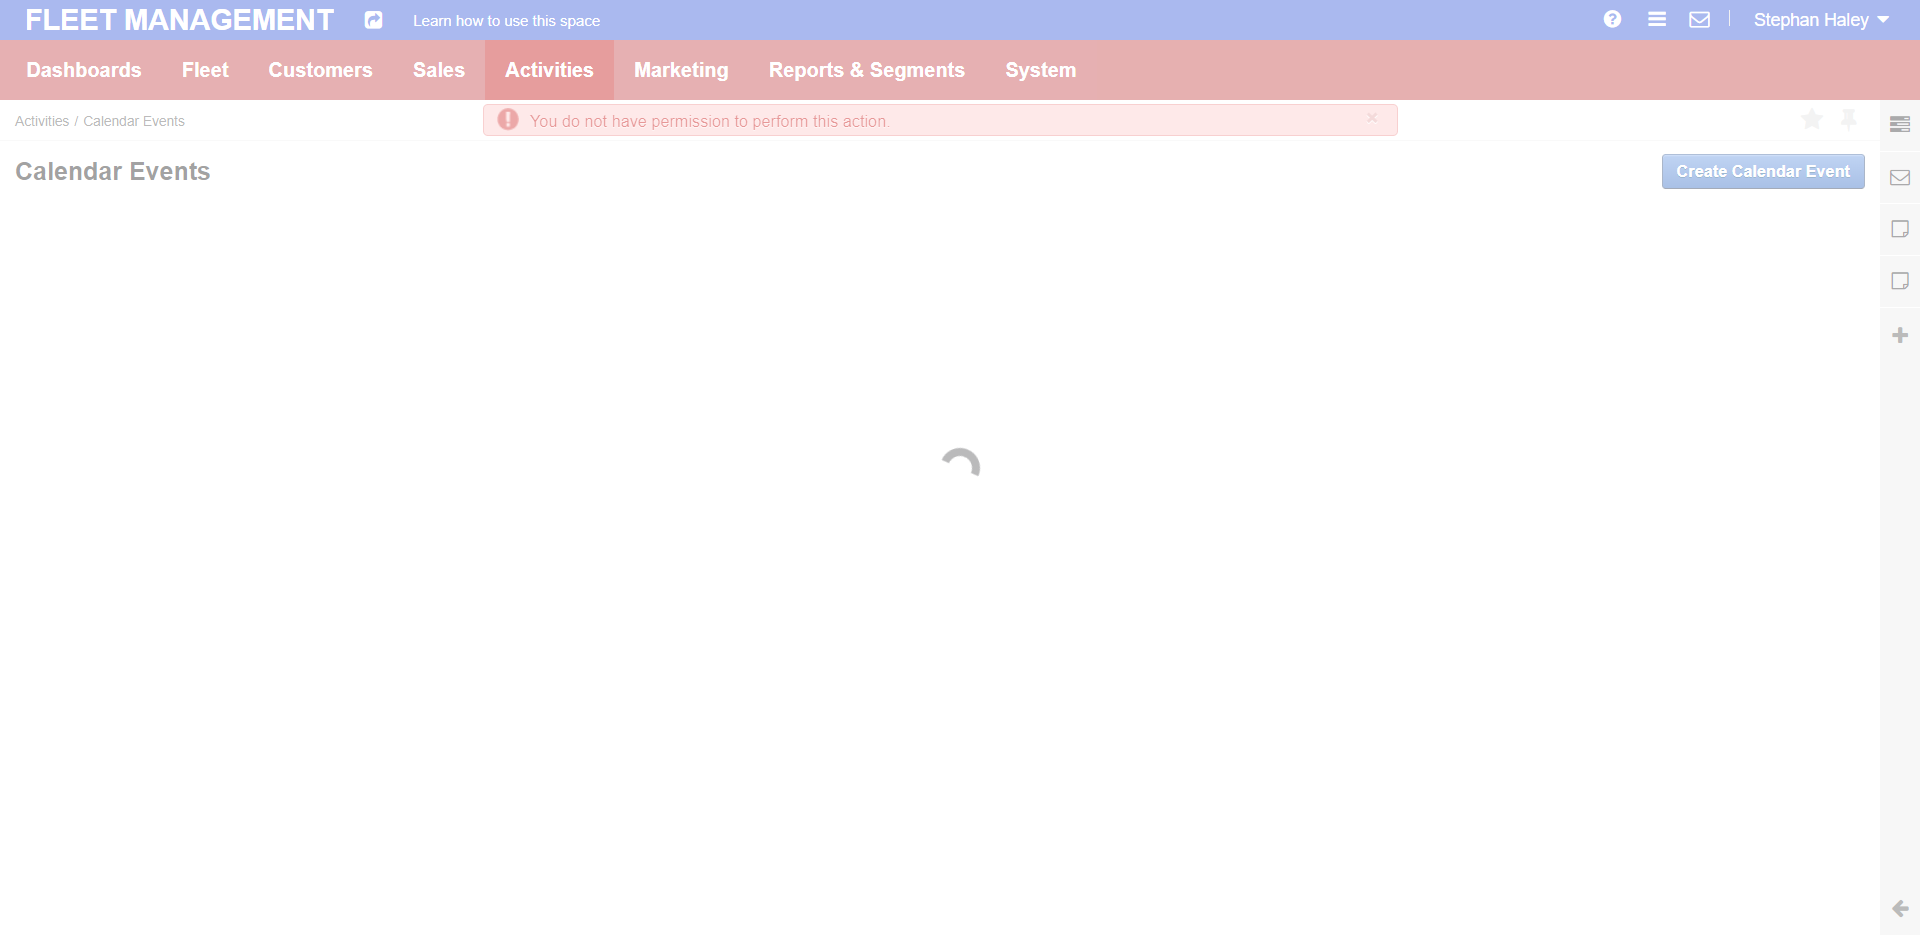 FLEET MANAGEMENT
Learn how to use this space
Stephan Haley
Dashboards
Fleet
Customers
Sales
Activities
Marketing
Reports & Segments
System
Activities / Calendar Events
You do not have permission to perform this action.
Calendar Events
Create Calendar Event